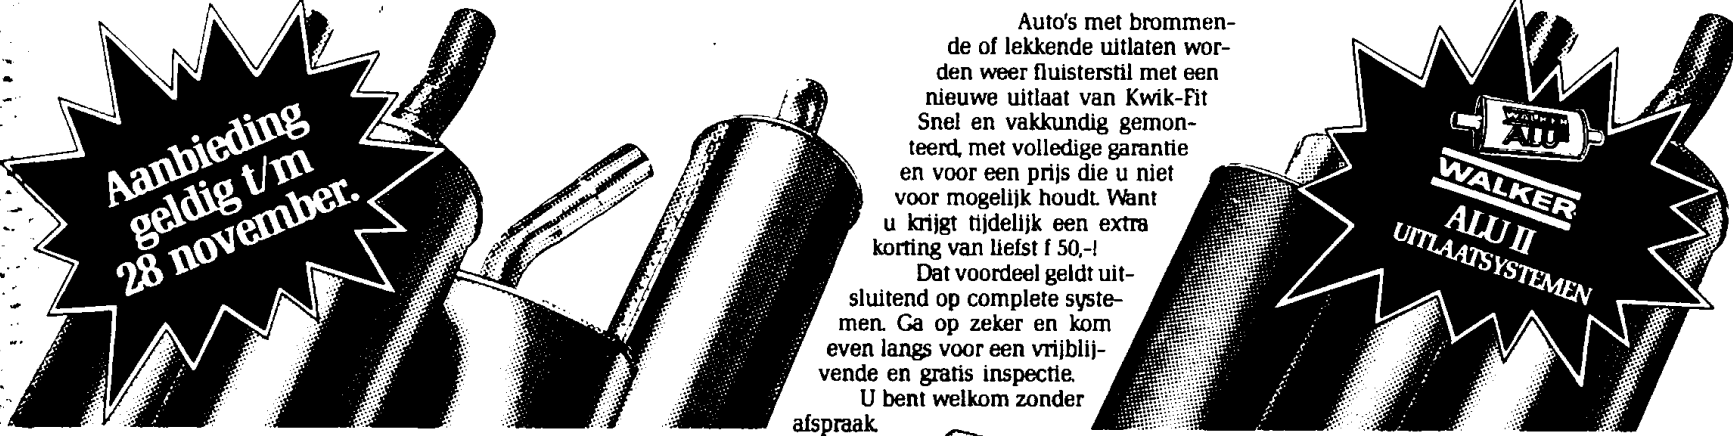 Aanbieding
geldig t/m
28 november.
Auto's met brommen-
de of lekkende uitlaten wor-
den weer fluisterstil met een
nieuwe uitlaat van Kwik-Fit
Snel en vakkundig gemon-
teerd, met volledige garantie
en voor een prijs die u niet
voor mogelijk houdt. Want
u krijgt tijdelijk een extra
korting van liefst f 50,-!
Dat voordeel geldt uit-
sluitend op complete syste-
men. Ga op zeker en kom
even langs voor een vrijblij-
vende en gratis inspectie.
U bent welkom zonder
afspraak.
WALKER
ALU
WALKER
ALU II
UITLAATSYSTEMEN